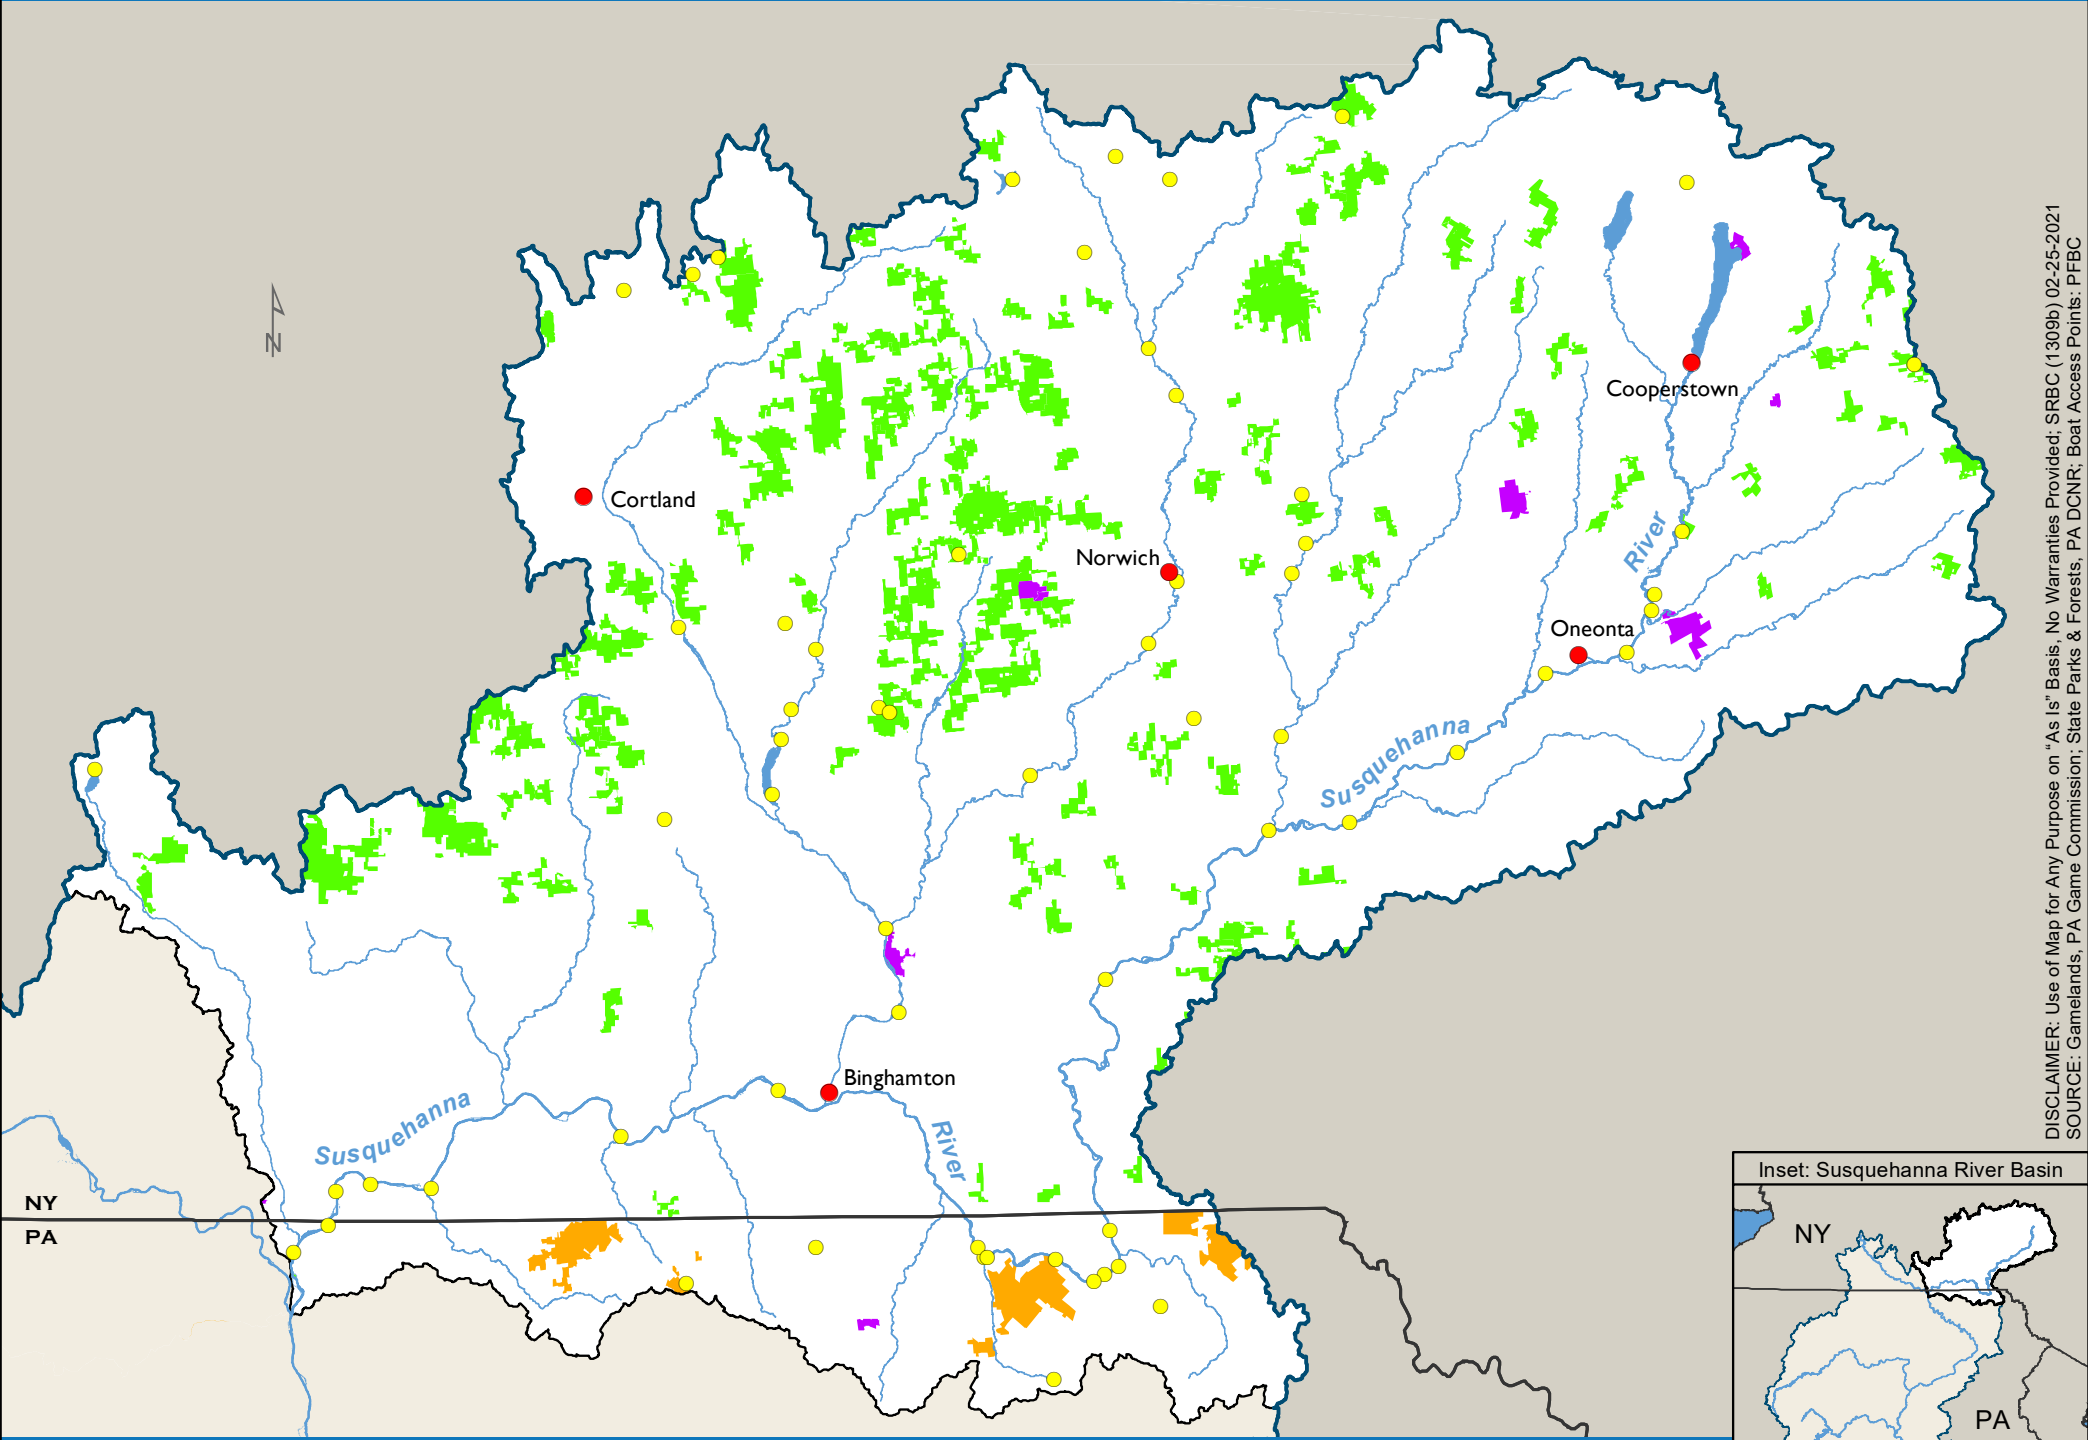 N
Cooperstown
Cortland
Norwich
River
Oneonta
Susquehanna
Binghamton
Susquehanna
River
NY
PA
Inset: Susquehanna River Basin
NY
PA
DISCLAIMER: Use of Map for Any Purpose on “As Is” Basis, No Warranties Provided; SRBC (1309b) 02-25-2021
SOURCE: Gamelands, PA Game Commission; State Parks & Forests, PA DCNR; Boat Access Points: PFBC